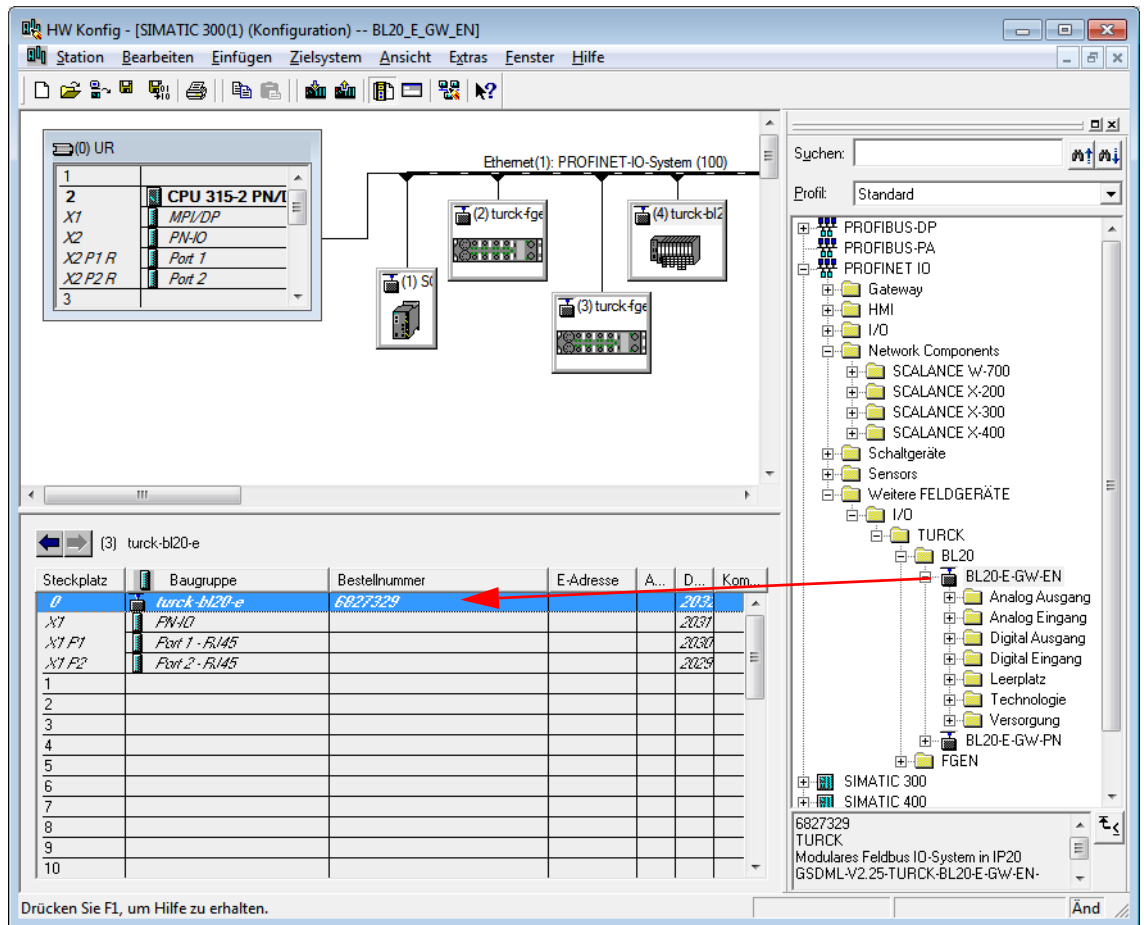 HW Konfig - [SIMATIC 300(1) (Konfiguration) -- BL20_E_GW_EN]
Station Bearbeiten Einfügen Zielsystem Ansicht Extras Fenster Hilfe
(0) UR
1
2 CPU 315-2 PN/D
X1 MPI/DP
X2 PN-IO
X2 P1 R Port 1
X2 P2 R Port 2
3
Ethernet(1): PROFINET-IO-System (100)
(2) turck-fge
(4) turck-bl2
(1) SC
(3) turck-fge
Suchen:
Profil: Standard
PROFIBUS-DP
PROFIBUS-PA
PROFINET IO
Gateway
HMI
I/O
Network Components
SCALANCE W-700
SCALANCE X-200
SCALANCE X-300
SCALANCE X-400
Schaltgeräte
Sensors
Weitere FELDGERÄTE
I/O
TURCK
BL20
BL20-E-GW-EN
Analog Ausgang
Analog Eingang
Digital Ausgang
Digital Eingang
Leerplatz
Technologie
Versorgung
BL20-E-GW-PN
FGEN
SIMATIC 300
SIMATIC 400
6827329
TURCK
Modulares Feldbus IO-System in IP20
GSDML-V2.25-TURCK-BL20-E-GW-EN-
(3) turck-bl20-e
Steckplatz Baugruppe Bestellnummer E-Adresse A... D... Kom...
0 turck-bl20-e 6827329 2032
X1 PN-IO 2031
X1 P1 Port 1 - RJ45 2030
X1 P2 Port 2 - RJ45 2029
1
2
3
4
5
6
7
8
9
10
Drücken Sie F1, um Hilfe zu erhalten.
Änd